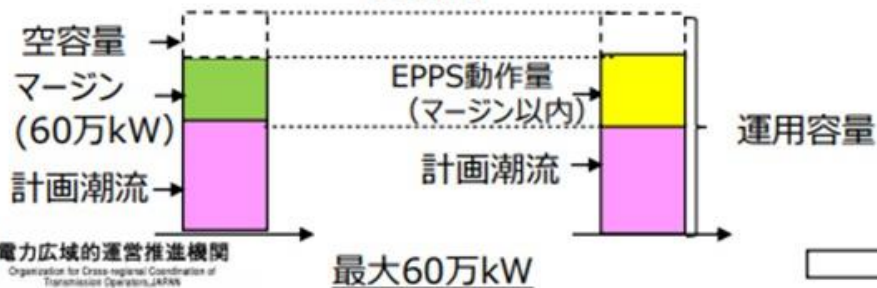 空容量
マージン
(60万kW)
計画潮流
EPPS動作量
(マージン以内)
計画潮流
運用容量
電力広域的運営推進機関
Organization for Cross-regional Coordination of
Transmission Operators,JAPAN
最大60万kW